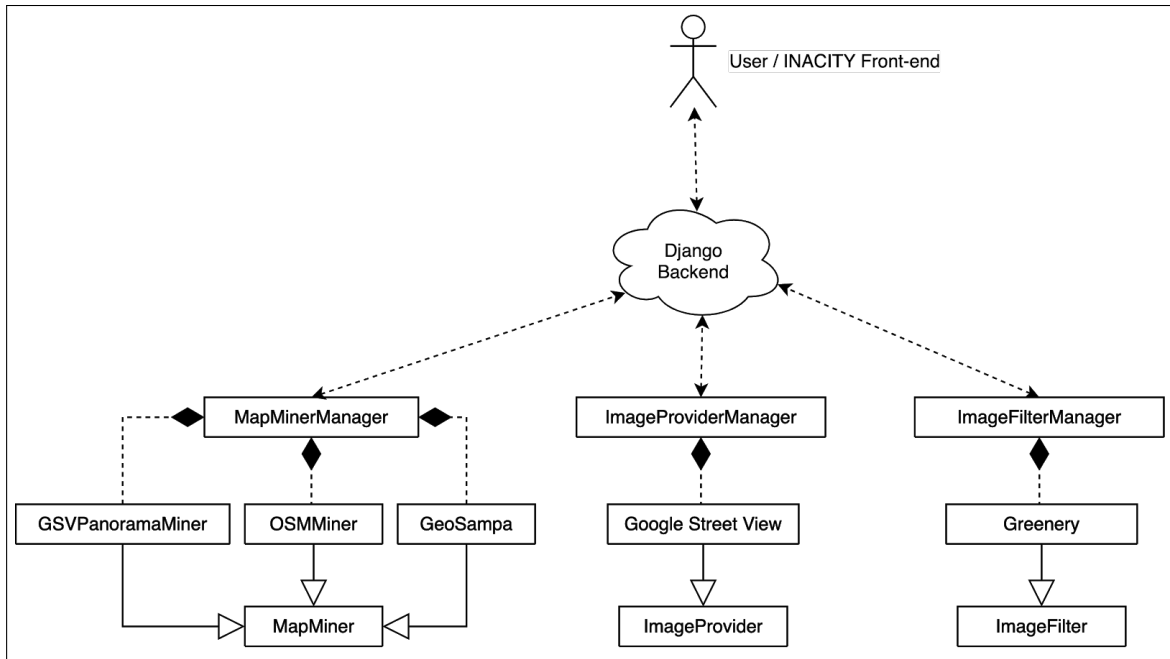 User / INACITY Front-end
Django
Backend
MapMinerManager
ImageProviderManager
ImageFilterManager
GSVPanoramaMiner
OSMMiner
GeoSampa
Google Street View
Greenery
MapMiner
ImageProvider
ImageFilter